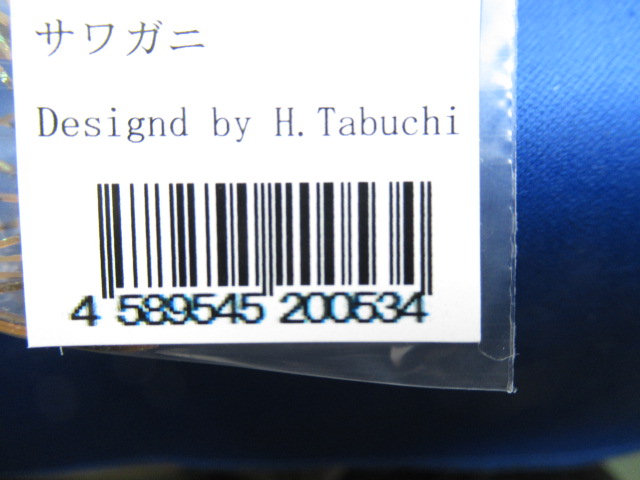 サワガニ
Designd by H.Tabuchi
4 589545 200534